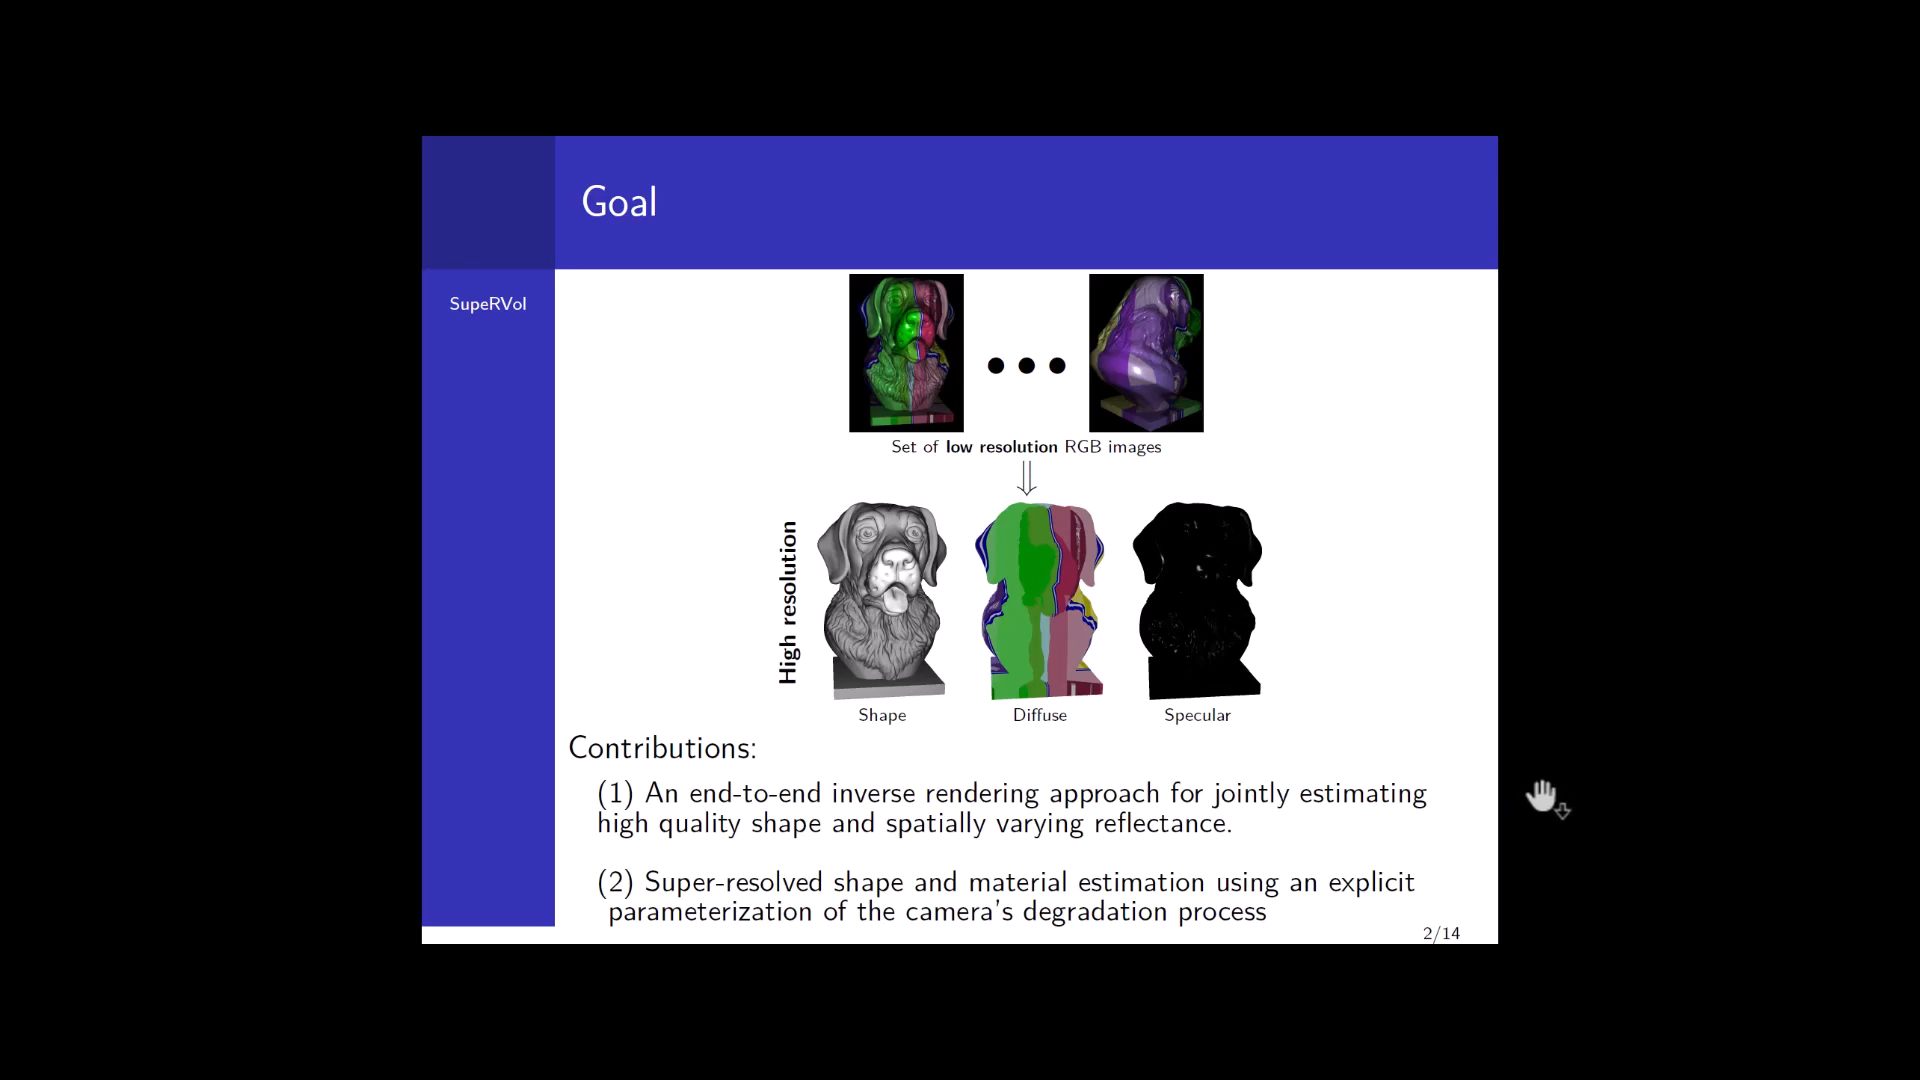 Goal
SupeRVol
Set of low resolution RGB images
High resolution
Shape
Diffuse
Specular
Contributions:
(1) An end-to-end inverse rendering approach for jointly estimating
high quality shape and spatially varying reflectance.
(2) Super-resolved shape and material estimation using an explicit
parameterization of the camera's degradation process
2/14